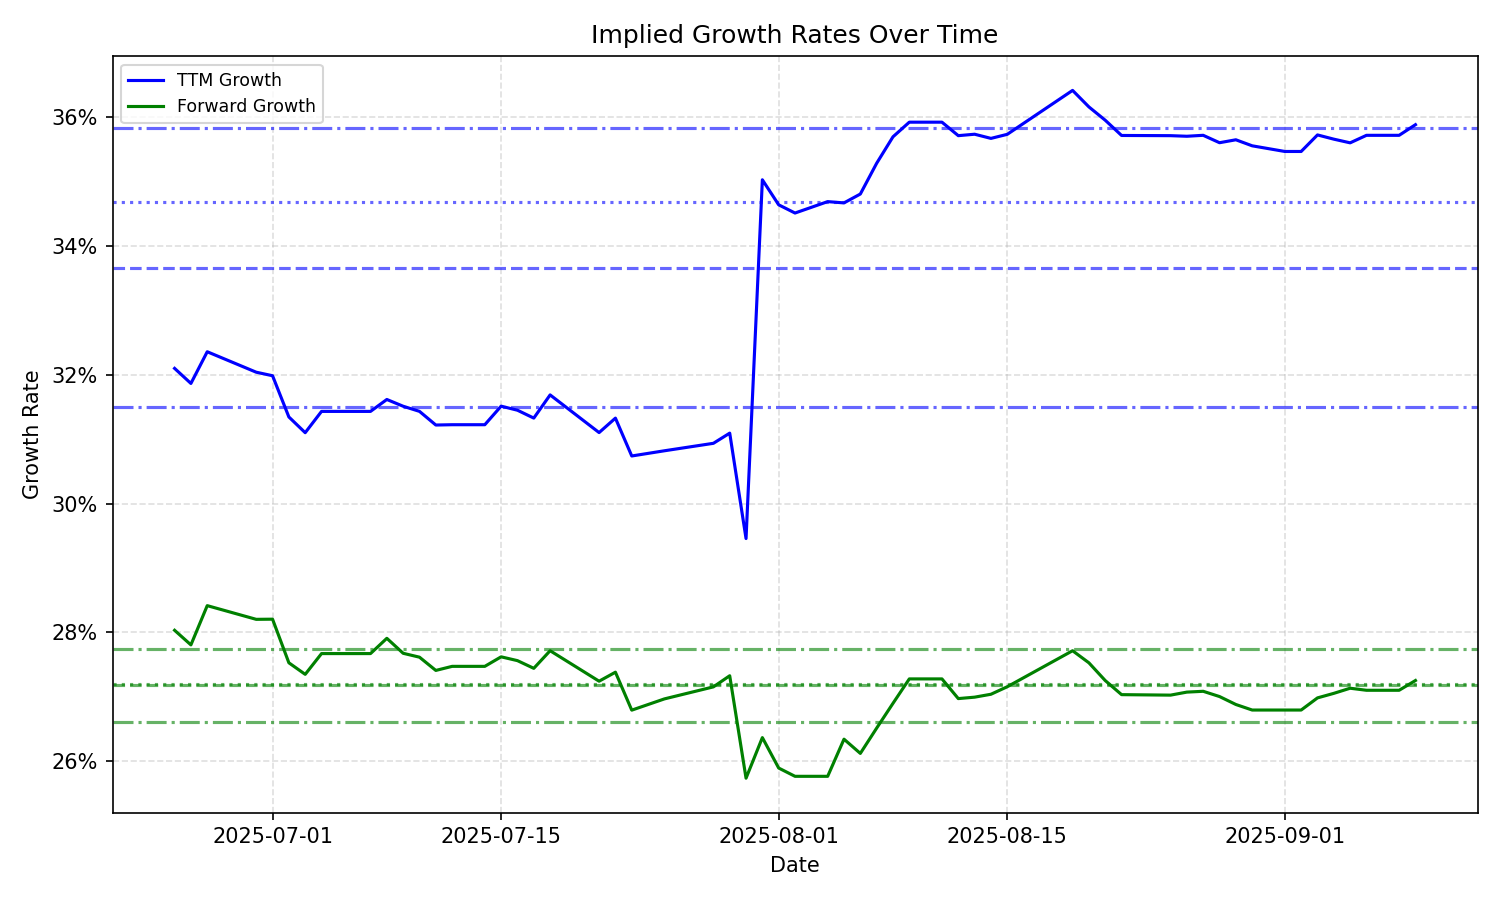 Implied Growth Rates Over Time
TTM Growth
Forward Growth
36%
34%
32%
30%
28%
26%
Growth Rate
2025-07-01
2025-07-15
2025-08-01
2025-08-15
2025-09-01
Date